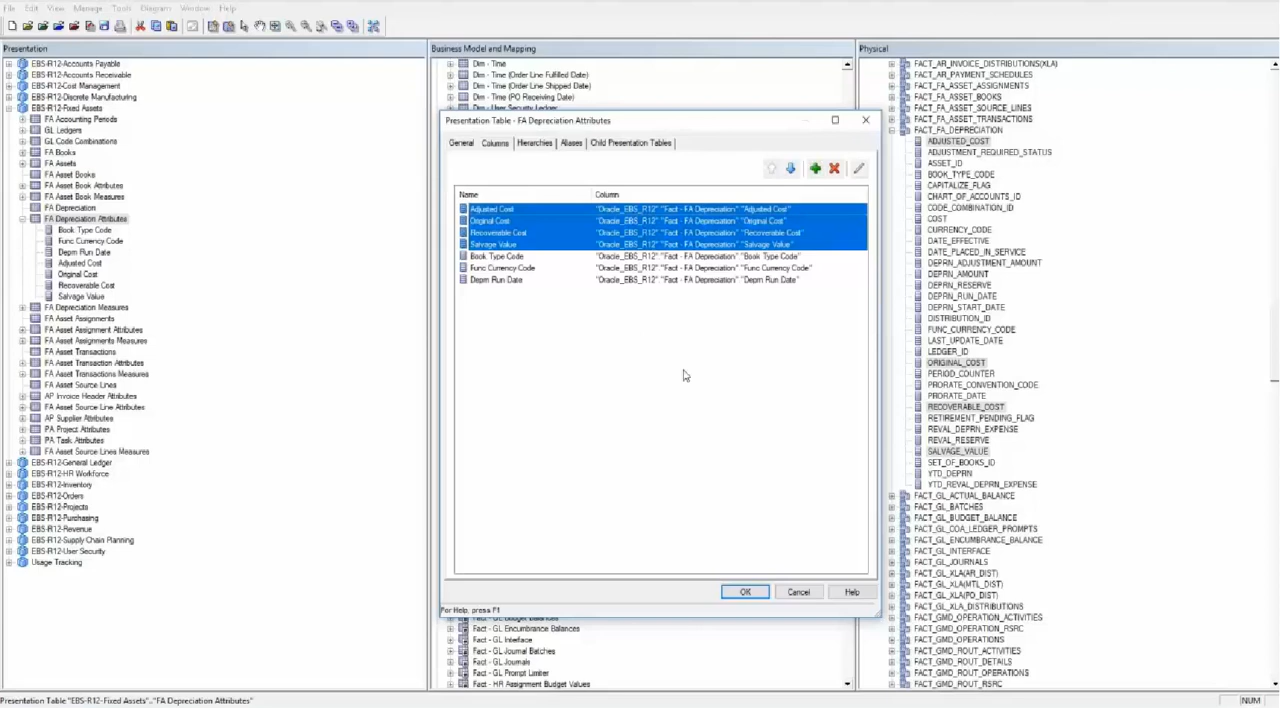 File Edit View Manage Tools Diagram Window Help
Presentation
EBS-R12-Accounts Payable
EBS-R12-Accounts Receivable
EBS-R12-Cost Management
EBS-R12-Discrete Manufacturing
EBS-R12-Fixed Assets
FA Accounting Periods
GL Ledgers
GL Code Combinations
FA Books
FA Assets
FA Asset Books
FA Asset Book Attributes
FA Asset Book Measures
FA Depreciation
FA Depreciation Attributes
Book Type Code
Func Currency Code
Deprn Run Date
Adjusted Cost
Original Cost
Recoverable Cost
Salvage Value
FA Depreciation Measures
FA Asset Assignments
FA Asset Assignment Attributes
FA Asset Assignments Measures
FA Asset Transactions
FA Asset Transaction Attributes
FA Asset Transactions Measures
FA Asset Source Lines
AP Invoice Header Attributes
FA Asset Source Line Attributes
AP Supplier Attributes
PA Project Attributes
PA Task Attributes
FA Asset Source Lines Measures
EBS-R12-General Ledger
EBS-R12-HR Workforce
EBS-R12-Inventory
EBS-R12-Orders
EBS-R12-Projects
EBS-R12-Purchasing
EBS-R12-Revenue
EBS-R12-Supply Chain Planning
EBS-R12-User Security
Usage Tracking
Business Model and Mapping
Dim - Time
Dim - Time (Order Line Fulfilled Date)
Dim - Time (Order Line Shipped Date)
Dim - Time (PO Receiving Date)
Dim - User Security Ledger
Presentation Table - FA Depreciation Attributes
General Columns Hierarchies Aliases Child Presentation Tables
Name Column
Adjusted Cost "Oracle_EBS_R12"."Fact - FA Depreciation"."Adjusted Cost"
Original Cost "Oracle_EBS_R12"."Fact - FA Depreciation"."Original Cost"
Recoverable Cost "Oracle_EBS_R12"."Fact - FA Depreciation"."Recoverable Cost"
Salvage Value "Oracle_EBS_R12"."Fact - FA Depreciation"."Salvage Value"
Book Type Code "Oracle_EBS_R12"."Fact - FA Depreciation"."Book Type Code"
Func Currency Code "Oracle_EBS_R12"."Fact - FA Depreciation"."Func Currency Code"
Deprn Run Date "Oracle_EBS_R12"."Fact - FA Depreciation"."Deprn Run Date"
OK Cancel Help
For Help, press F1
Fact - GL Budget Balances
Fact - GL Encumbrance Balances
Fact - GL Interface
Fact - GL Journal Batches
Fact - GL Journals
Fact - GL Prompt Limiter
Fact - HR Assignment Budget Values
Physical
FACT_AR_INVOICE_DISTRIBUTIONS(XLA)
FACT_AR_PAYMENT_SCHEDULES
FACT_FA_ASSET_ASSIGNMENTS
FACT_FA_ASSET_BOOKS
FACT_FA_ASSET_SOURCE_LINES
FACT_FA_ASSET_TRANSACTIONS
FACT_FA_DEPRECIATION
ADJUSTED_COST
ADJUSTMENT_REQUIRED_STATUS
ASSET_ID
BOOK_TYPE_CODE
CAPITALIZE_FLAG
CHART_OF_ACCOUNTS_ID
CODE_COMBINATION_ID
COST
CURRENCY_CODE
DATE_EFFECTIVE
DATE_PLACED_IN_SERVICE
DEPRN_ADJUSTMENT_AMOUNT
DEPRN_AMOUNT
DEPRN_RESERVE
DEPRN_RUN_DATE
DEPRN_START_DATE
DISTRIBUTION_ID
FUNC_CURRENCY_CODE
LAST_UPDATE_DATE
LEDGER_ID
ORIGINAL_COST
PERIOD_COUNTER
PRORATE_CONVENTION_CODE
PRORATE_DATE
RECOVERABLE_COST
RETIREMENT_PENDING_FLAG
REVAL_DEPRN_EXPENSE
REVAL_RESERVE
SALVAGE_VALUE
SET_OF_BOOKS_ID
YTD_DEPRN
YTD_REVAL_DEPRN_EXPENSE
FACT_GL_ACTUAL_BALANCE
FACT_GL_BATCHES
FACT_GL_BUDGET_BALANCE
FACT_GL_COA_LEDGER_PROMPTS
FACT_GL_ENCUMBRANCE_BALANCE
FACT_GL_INTERFACE
FACT_GL_JOURNALS
FACT_GL_XLA(AR_DIST)
FACT_GL_XLA(MTL_DIST)
FACT_GL_XLA(PO_DIST)
FACT_GL_XLA_DISTRIBUTIONS
FACT_GMD_OPERATION_ACTIVITIES
FACT_GMD_OPERATION_RSRC
FACT_GMD_OPERATIONS
FACT_GMD_ROUT_ACTIVITIES
FACT_GMD_ROUT_DETAILS
FACT_GMD_ROUT_OPERATIONS
FACT_GMD_ROUT_RSRC
Presentation Table "EBS-R12-Fixed Assets".."FA Depreciation Attributes"
NUM